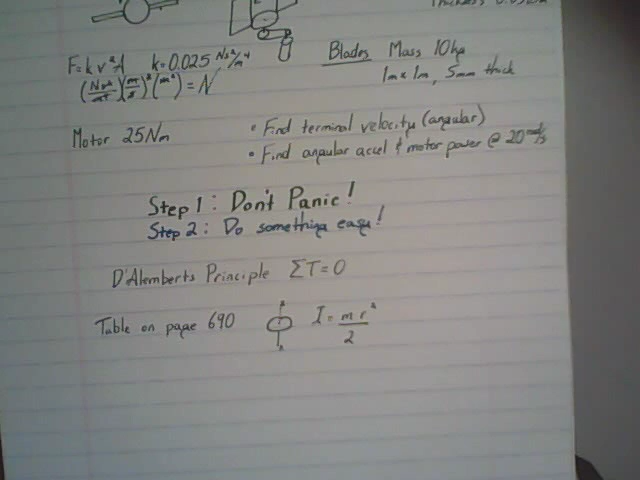 F=kv²A   k=0.025 Ns²/m⁴   Blades   Mass 10kg
(Ns²/m⁴)(m/s)²(m²)=N   1m x 1m, 5mm thick
Motor 25Nm   • Find terminal velocity (angular)
• Find angular accel & motor power @ 20 rad/s
Step 1: Don't Panic!
Step 2: Do something easy!
D'Alemberts Principle   ΣT=0
Table on page 690   I = mr²/2